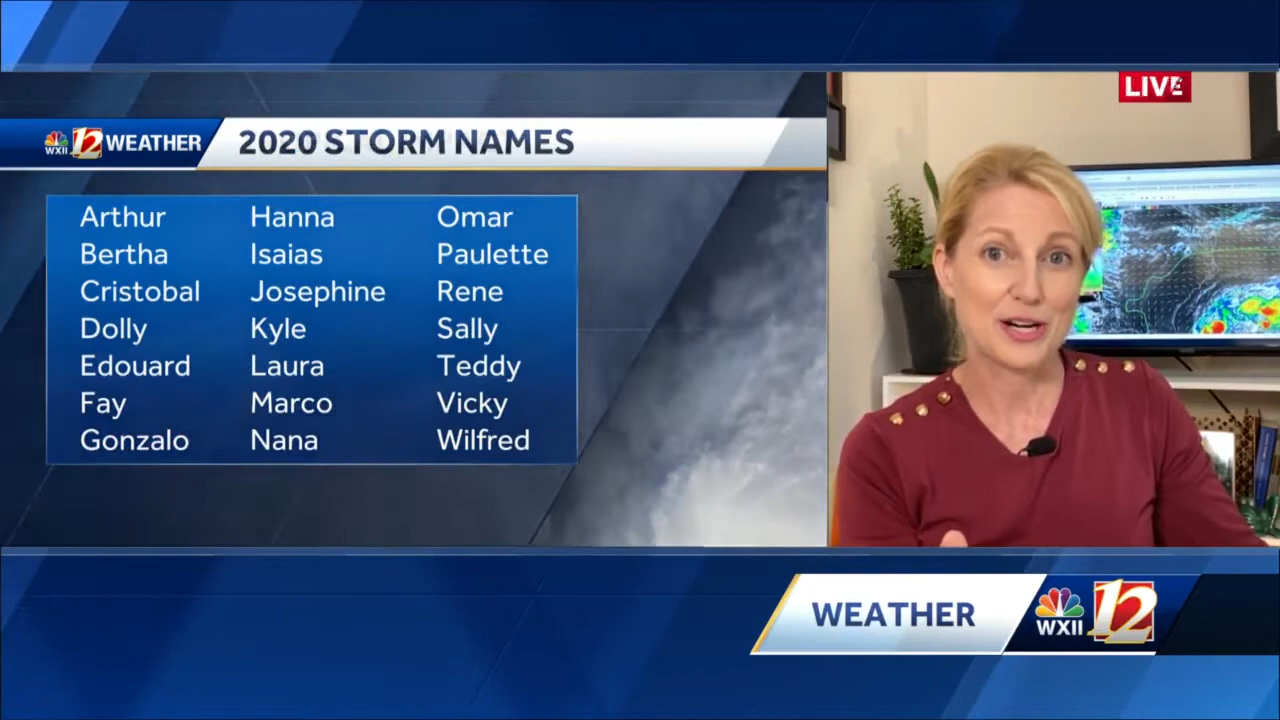 LIVE
WXII 12 WEATHER
2020 STORM NAMES
Arthur
Bertha
Cristobal
Dolly
Edouard
Fay
Gonzalo
Hanna
Isaias
Josephine
Kyle
Laura
Marco
Nana
Omar
Paulette
Rene
Sally
Teddy
Vicky
Wilfred
WEATHER
WXII 12